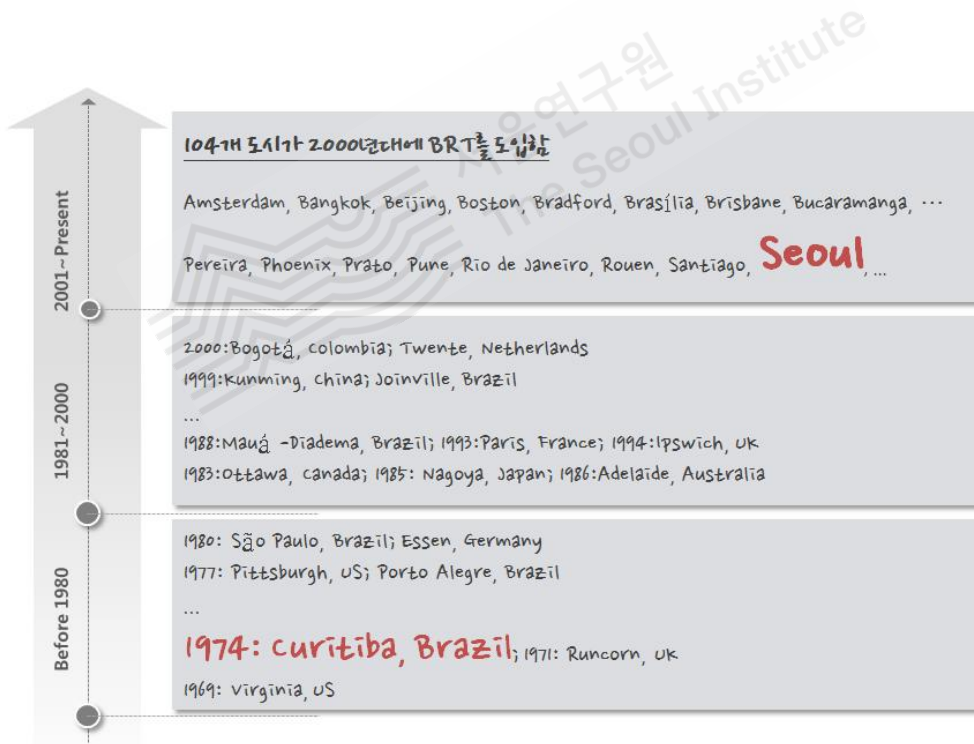 서울연구원
The Seoul Institute
2001~Present
104개 도시가 2000년대에 BRT를 도입함
Amsterdam, Bangkok, Beijing, Boston, Bradford, Brasília, Brisbane, Bucaramanga, ···
Pereira, Phoenix, Prato, Pune, Rio de Janeiro, Rouen, Santiago, Seoul, ...
1981~2000
2000:Bogotá, Colombia; Twente, Netherlands
1999:Kunming, China; Joinville, Brazil
...
1988:Mauá -Diadema, Brazil; 1993:Paris, France; 1994:Ipswich, UK
1983:Ottawa, Canada; 1985: Nagoya, Japan; 1986:Adelaide, Australia
Before 1980
1980: São Paulo, Brazil; Essen, Germany
1977: Pittsburgh, US; Porto Alegre, Brazil
...
1974: Curitiba, Brazil; 1971: Runcorn, UK
1969: Virginia, US